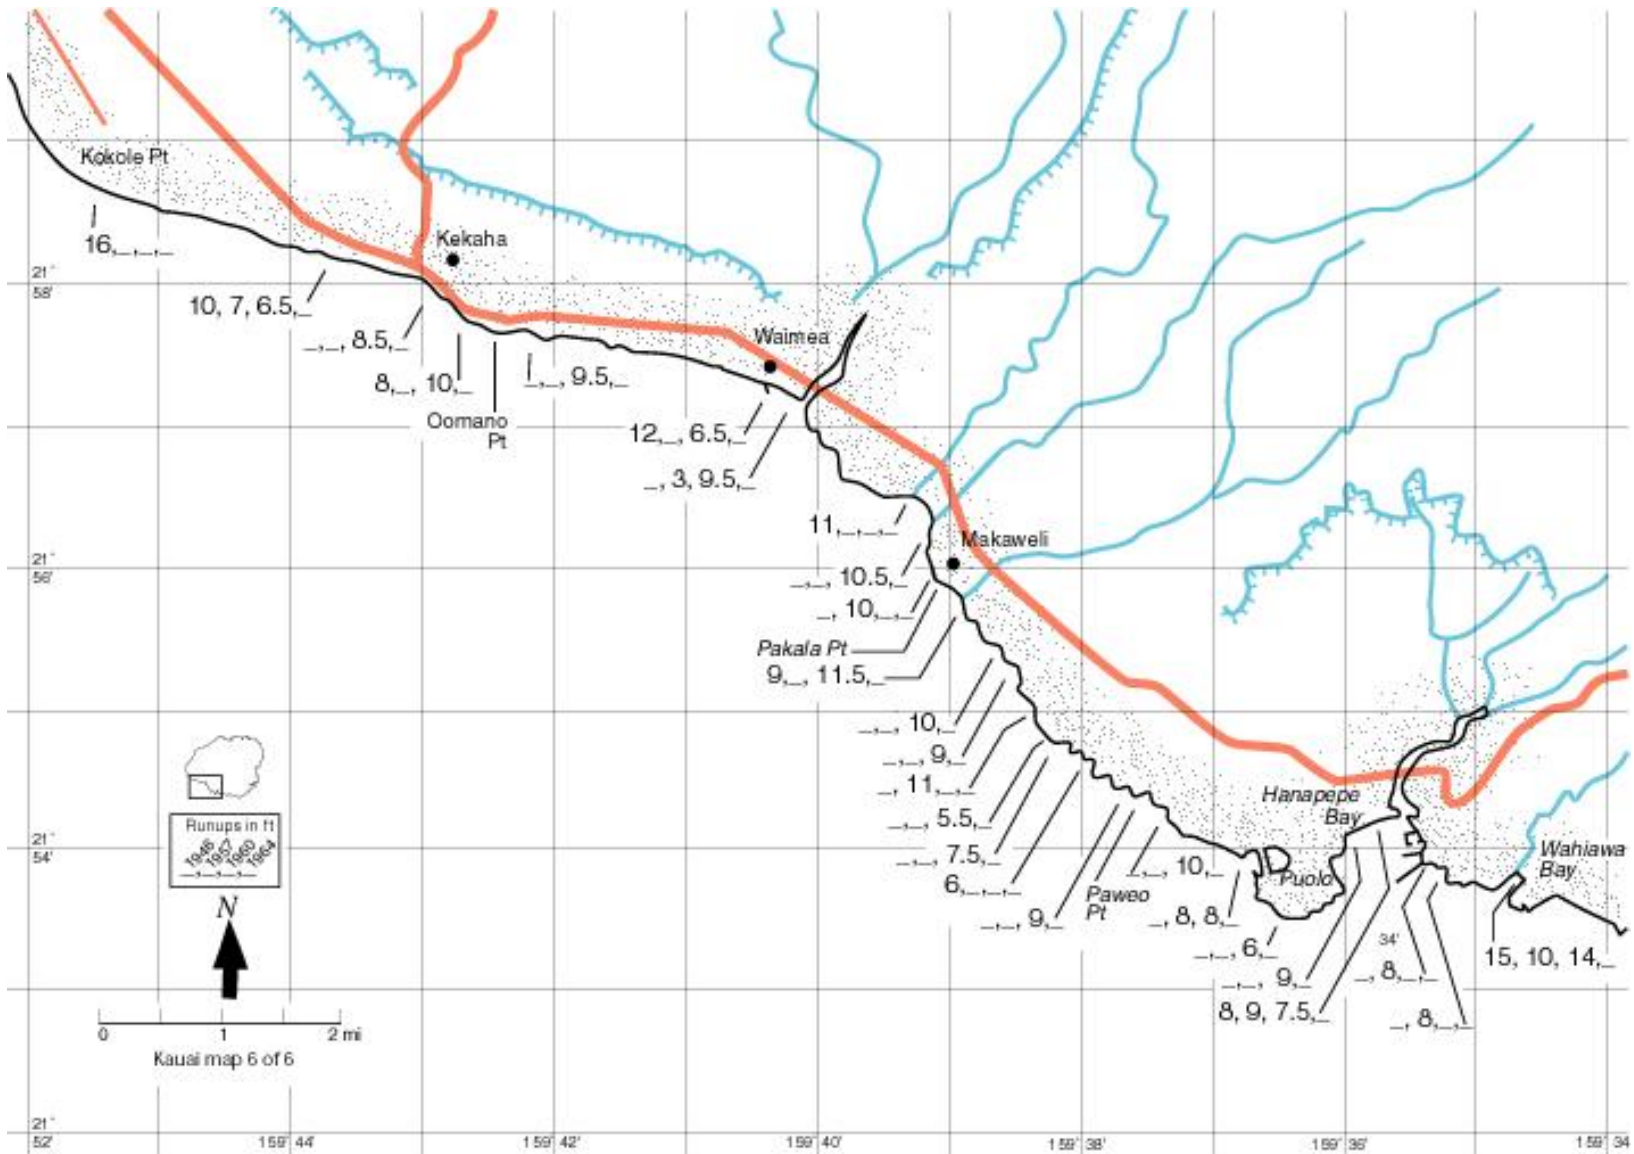 Kokole Pt
16,_,_,_
Kekaha
21°
58'
10, 7, 6.5,_
_,_, 8.5,_
Waimea
8,_, 10,_
_,_, 9.5,_
Oomano
Pt
12,_, 6.5,_
_, 3, 9.5,_
11,_,_,_
Makaweli
21°
56'
_,_, 10.5,_
_, 10,_,_
Pakala Pt
9,_, 11.5,_
_,_, 10,_
_,_, 9,_
_, 11,_,_
_,_, 5.5,_
_,_, 7.5,_
6,_,_,_
_,_, 9,_
Paweo
Pt
_,_, 10,_
_, 8, 8,_
_,_, 6,_
Hanapepe
Bay
Puolo
Wahiawa
Bay
_,_, 9,_
8, 9, 7.5,_
34'
_, 8,_,_
_, 8,_,_
15, 10, 14,_
Runups in ft
1946 1957 1960 1964
_,_,_,_
21°
54'
N
0 1 2 mi
Kauai map 6 of 6
21°
52'
159°44'
159°42'
159°40'
159°38'
159°36'
159°34